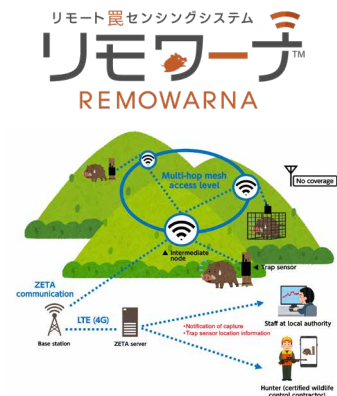 リモート罠センシングシステム
リモワーナ™
REMOWARNA
Multi-hop mesh
access level
No coverage
▲ Intermediate
node
◀ Trap sensor
ZETA
communication
LTE (4G)
Base station
ZETA server
•Notification of capture
•Trap sensor location information
Staff at local authority
Hunter (certified wildlife
control contractor)